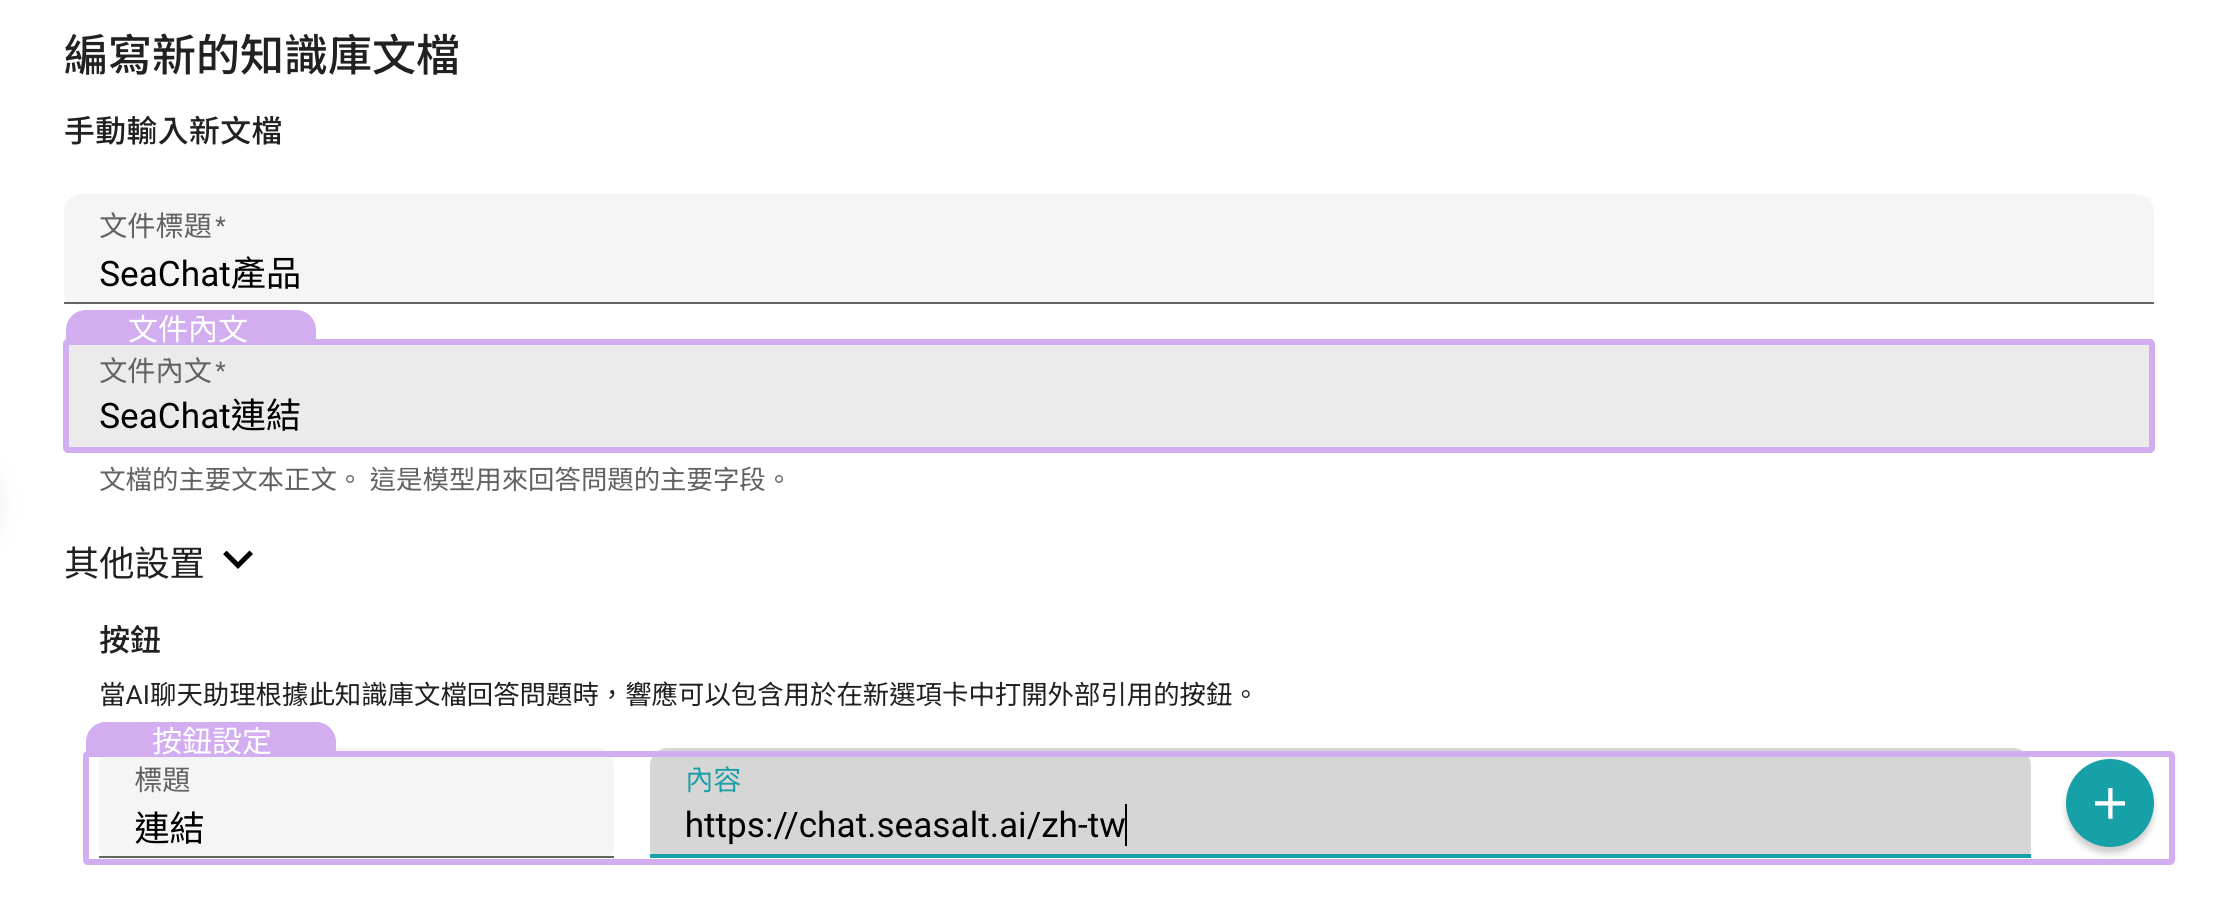 編寫新的知識庫文檔
手動輸入新文檔
文件標題*
SeaChat產品
文件內文
文件內文*
SeaChat連結
文檔的主要文本正文。 這是模型用來回答問題的主要字段。
其他設置
按鈕
當AI聊天助理根據此知識庫文檔回答問題時，響應可以包含用於在新選項卡中打開外部引用的按鈕。
按鈕設定
標題
連結
內容
https://chat.seasalt.ai/zh-tw